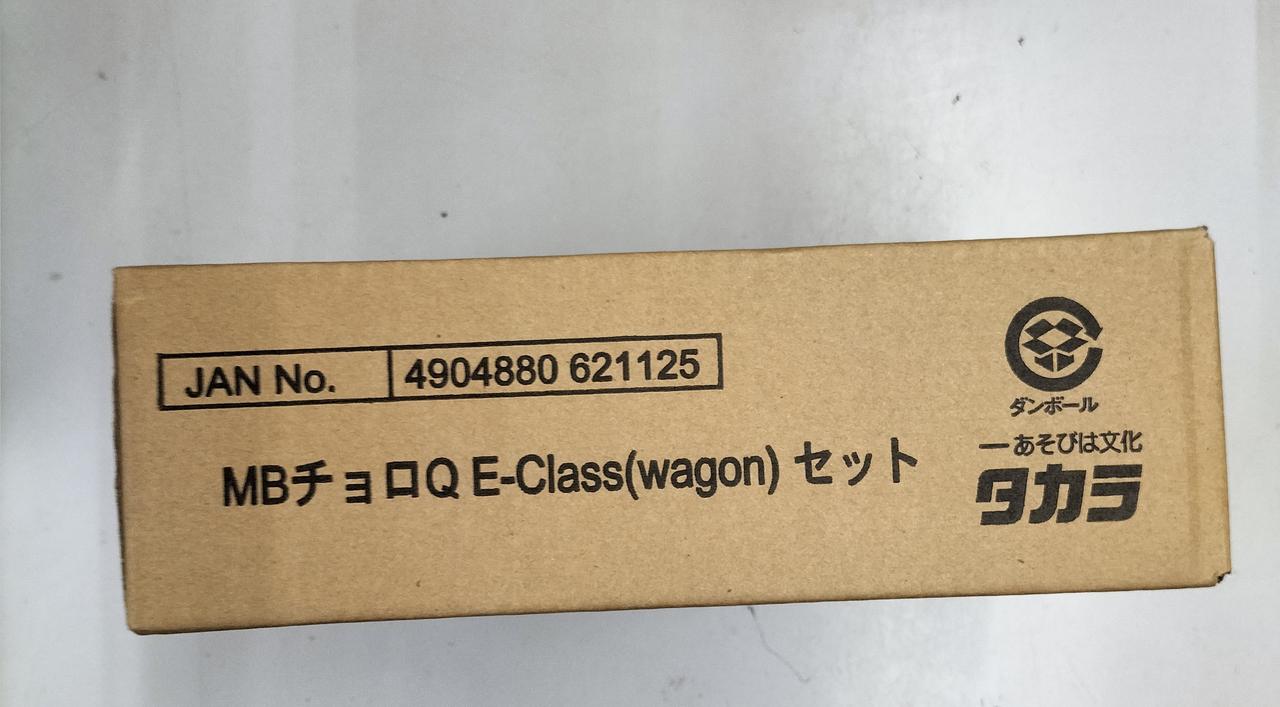 JAN No. 4904880 621125
MBチョロQ E-Class(wagon) セット
ダンボール
ーあそびは文化
タカラ